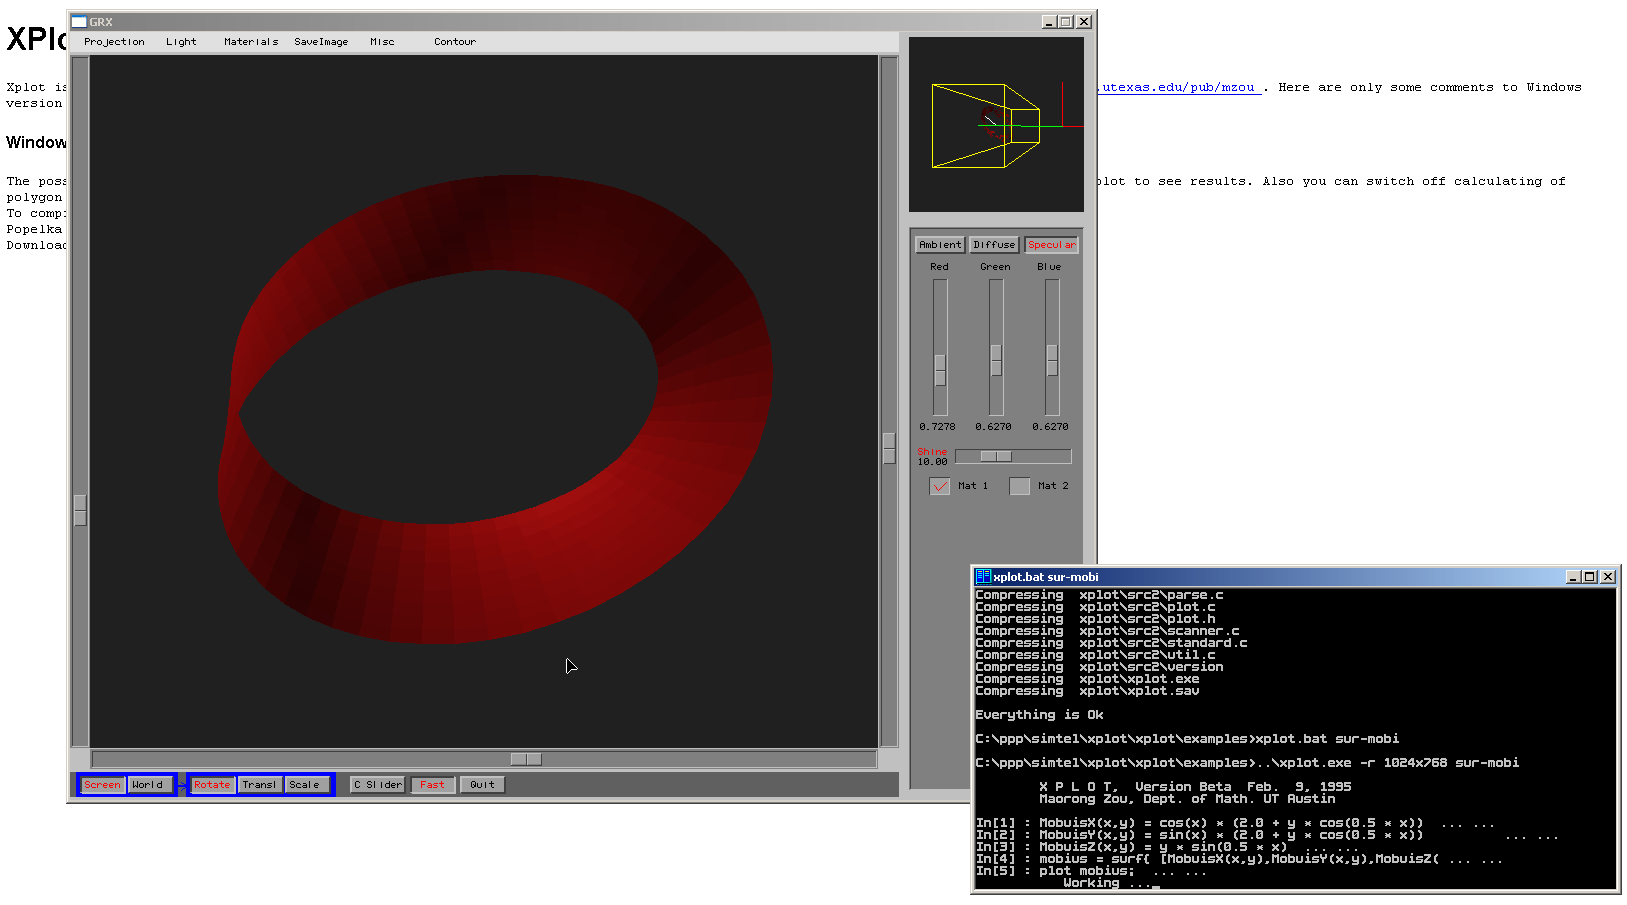 XPlo
Xplot is
.utexas.edu/pub/mzou . Here are only some comments to Windows
version
Window
The poss
plot to see results. Also you can switch off calculating of
polygon
To comp
Popelka
Download
GRX
Projection Light Materials SaveImage Misc Contour
Ambient Diffuse Specular
Red Green Blue
0.7278 0.6270 0.6270
Shine
10.00
Mat 1 Mat 2
Screen World Rotate Transl Scale C Slider Fast Quit
xplot.bat sur-mobi
Compressing  xplot\src2\parse.c
Compressing  xplot\src2\plot.c
Compressing  xplot\src2\plot.h
Compressing  xplot\src2\scanner.c
Compressing  xplot\src2\standard.c
Compressing  xplot\src2\util.c
Compressing  xplot\src2\version
Compressing  xplot\xplot.exe
Compressing  xplot\xplot.sav
Everything is Ok
C:\ppp\simtel\xplot\xplot\examples>xplot.bat sur-mobi
C:\ppp\simtel\xplot\xplot\examples>..\xplot.exe -r 1024x768 sur-mobi
X P L O T,  Version Beta  Feb.  9, 1995
Maorong Zou, Dept. of Math. UT Austin
In[1] : MobuisX(x,y) = cos(x) * (2.0 + y * cos(0.5 * x))  ... ...
In[2] : MobuisY(x,y) = sin(x) * (2.0 + y * cos(0.5 * x))  ... ...
In[3] : MobuisZ(x,y) = y * sin(0.5 * x)  ... ...
In[4] : mobius = surf{ [MobuisX(x,y),MobuisY(x,y),MobuisZ( ... ...
In[5] : plot mobius;  ... ...
Working ..._